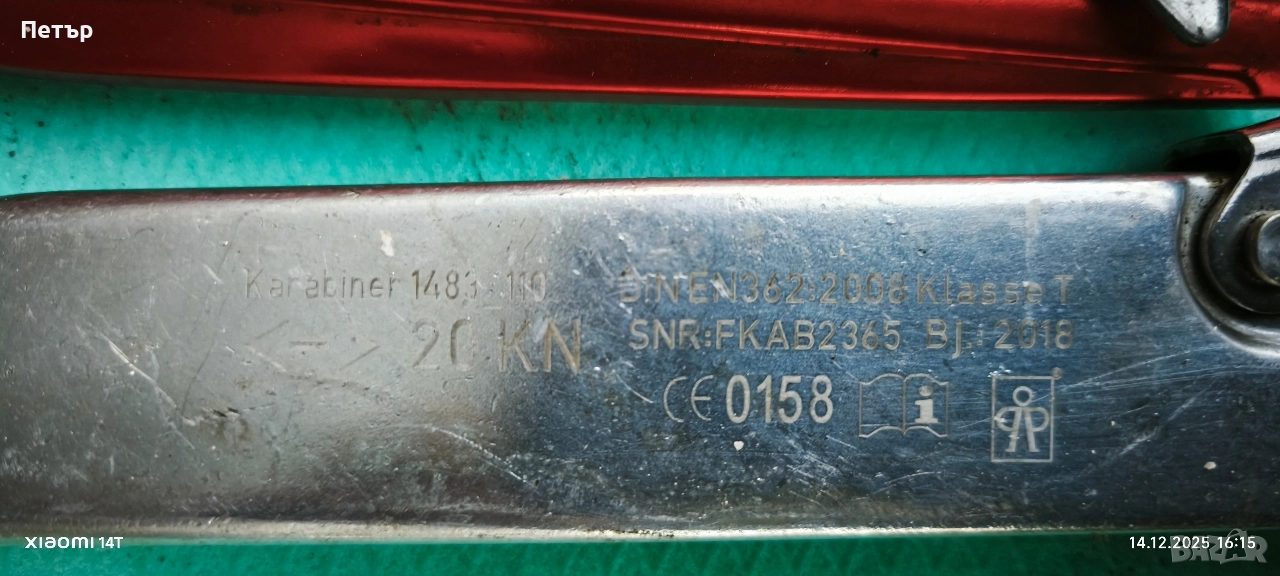 Петър
Karabiner 1483-110
<-> 20 KN
DIN EN362:2008 Klasse T
SNR:FKAB2365 Bj.: 2018
CE 0158
i
XIAOMI 14T
14.12.2025 16:15
BAZAR